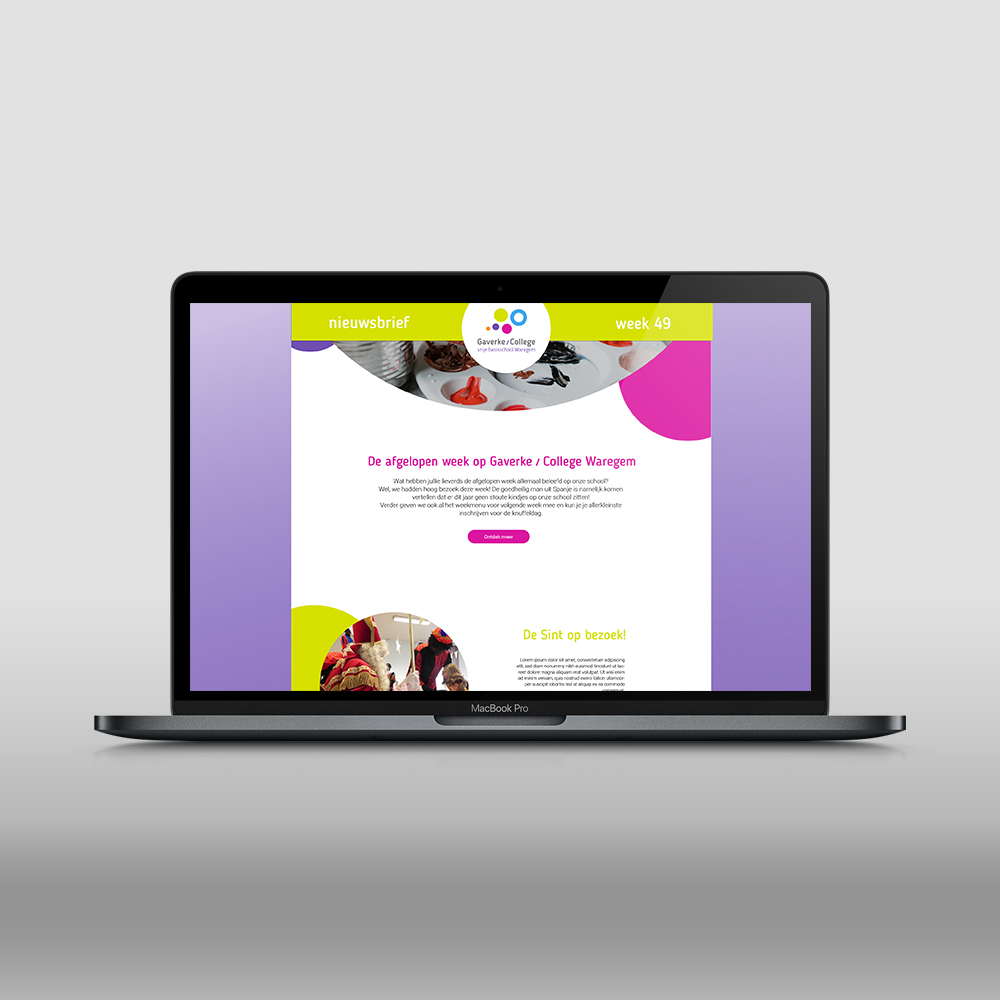 nieuwsbrief
week 49
Gaverke / College
vrije basisschool Waregem
De afgelopen week op Gaverke / College Waregem
Wat hebben jullie lieverds de afgelopen week allemaal beleefd op onze school?
Wel, we hadden hoog bezoek deze week! De goedheilig man uit Spanje is namelijk komen
vertellen dat er dit jaar geen stoute kindjes op onze school zitten!
Verder geven we ook al het weekmenu voor volgende week mee en kun je je allerkleinste
inschrijven voor de knuffeldag.
Ontdek meer
De Sint op bezoek!
Lorem ipsum dolor sit amet, consectetuer adipiscing
elit, sed diam nonummy nibh euismod tincidunt ut lao-
reet dolore magna aliquam erat volutpat. Ut wisi enim
ad minim veniam, quis nostrud exerci tation ullamcor-
per suscipit lobortis nisl ut aliquip ex ea commodo
consequat.
MacBook Pro